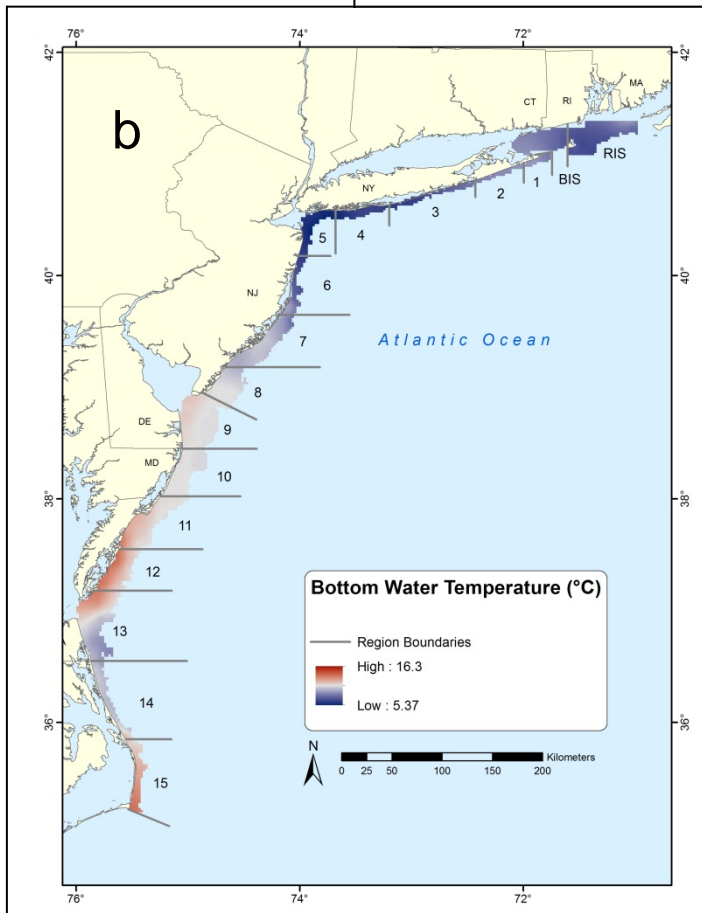 76° 74° 72°
42° 42°
b
MA
CT RI
RIS
BIS
NY
1
2
3
4
5
40° 40°
6
NJ
7
Atlantic Ocean
8
DE
9
MD
10
38° 38°
11
12
13
14
15
36° 36°
Bottom Water Temperature (°C)
Region Boundaries
High : 16.3
Low : 5.37
N
Kilometers
0 25 50 100 150 200
76° 74° 72°